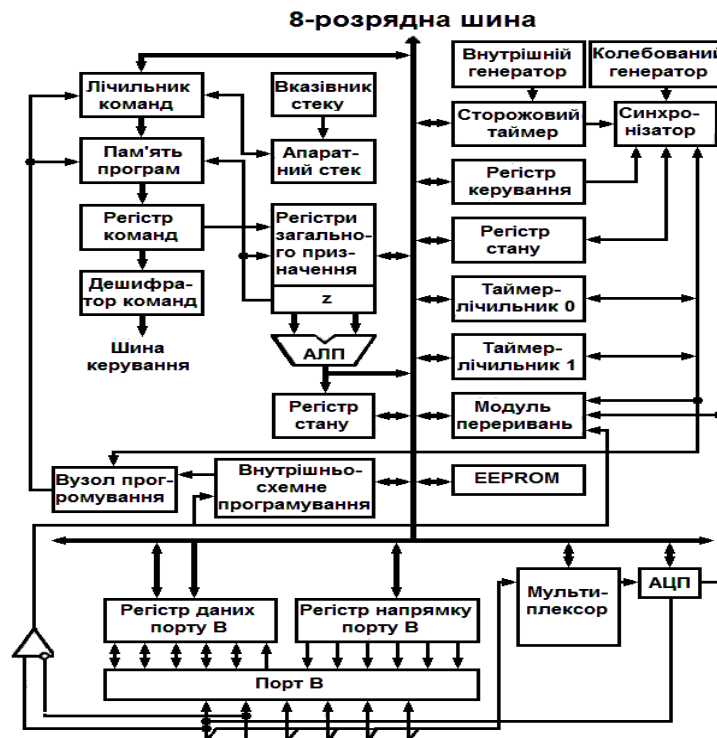 8-розрядна шина
Лічильник
команд
Вказівник
стеку
Внутрішній
генератор
Колебований
генератор
Пам'ять
програм
Апарат-
ний стек
Сторожовий
таймер
Синхро-
нізатор
Регістр
команд
Регістри
загально-
го приз-
начення
z
Регістр
керування
Регістр
стану
Дешифра-
тор команд
Шина
керування
АЛП
Таймер-
лічильник 0
Таймер-
лічильник 1
Регістр
стану
Модуль
переривань
Вузол прог-
ромування
Внутрішньо-
схемне
програмування
EEPROM
Регістр даних
порту В
Регістр напрямку
порту В
Мульти-
плексор
АЦП
Порт В